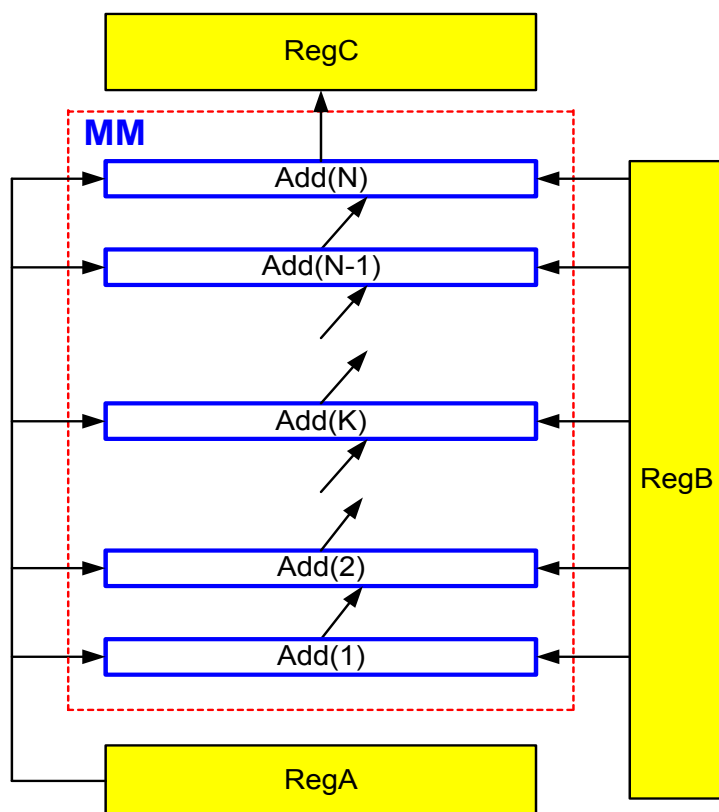 RegC
MM
Add(N)
Add(N-1)
Add(K)
RegB
Add(2)
Add(1)
RegA